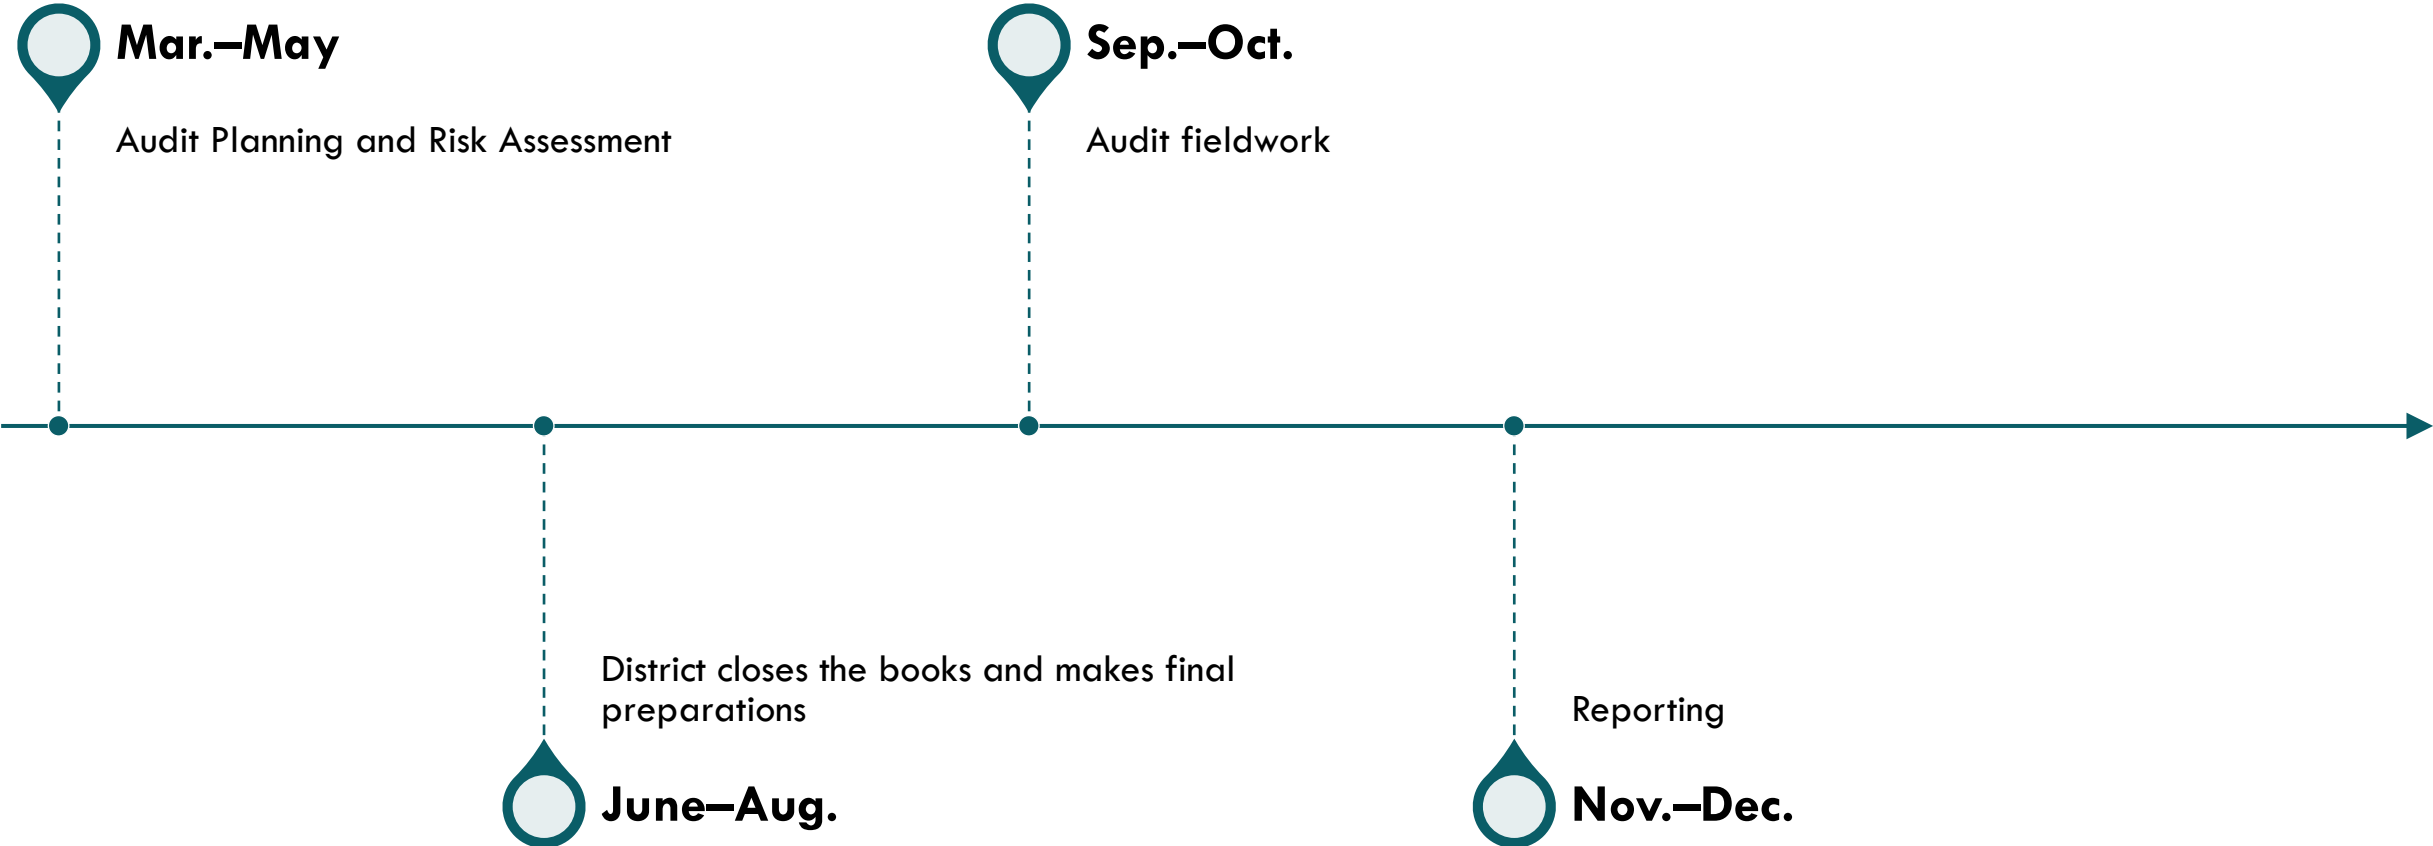 Mar.–May
Audit Planning and Risk Assessment
District closes the books and makes final
preparations
June–Aug.
Sep.–Oct.
Audit fieldwork
Reporting
Nov.–Dec.